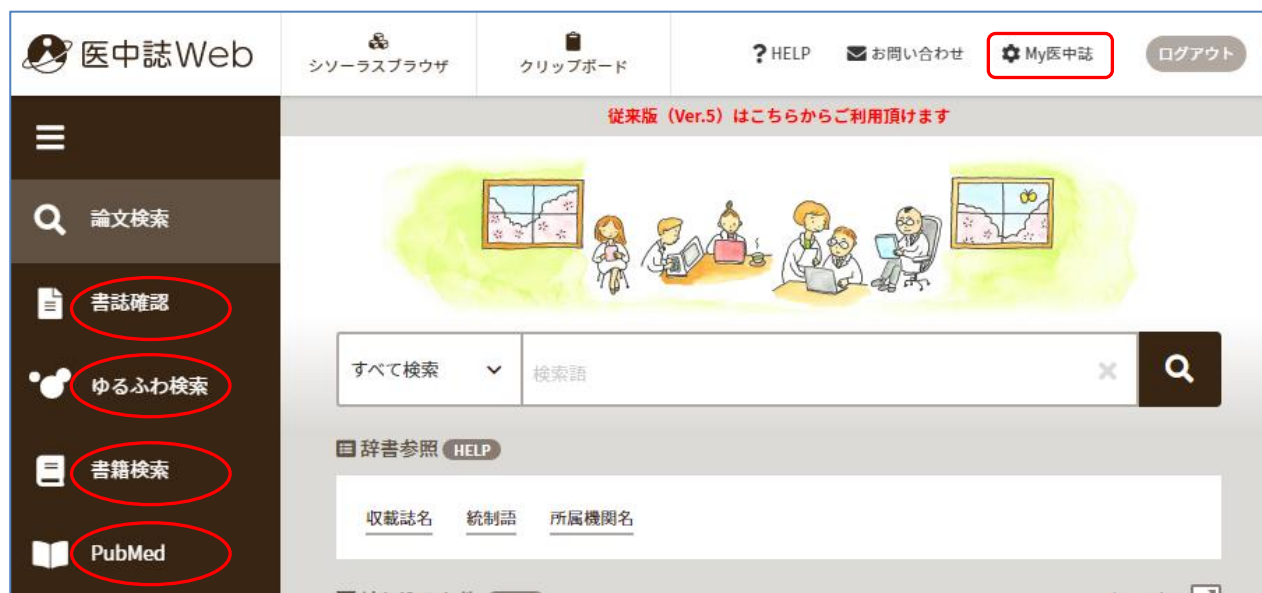 医中誌Web
シソーラスブラウザ
クリップボード
? HELP
お問い合わせ
My医中誌
ログアウト
従来版（Ver.5）はこちらからご利用頂けます
論文検索
書誌確認
ゆるふわ検索
書籍検索
PubMed
すべて検索
検索語
辞書参照 HELP
収載誌名 統制語 所属機関名